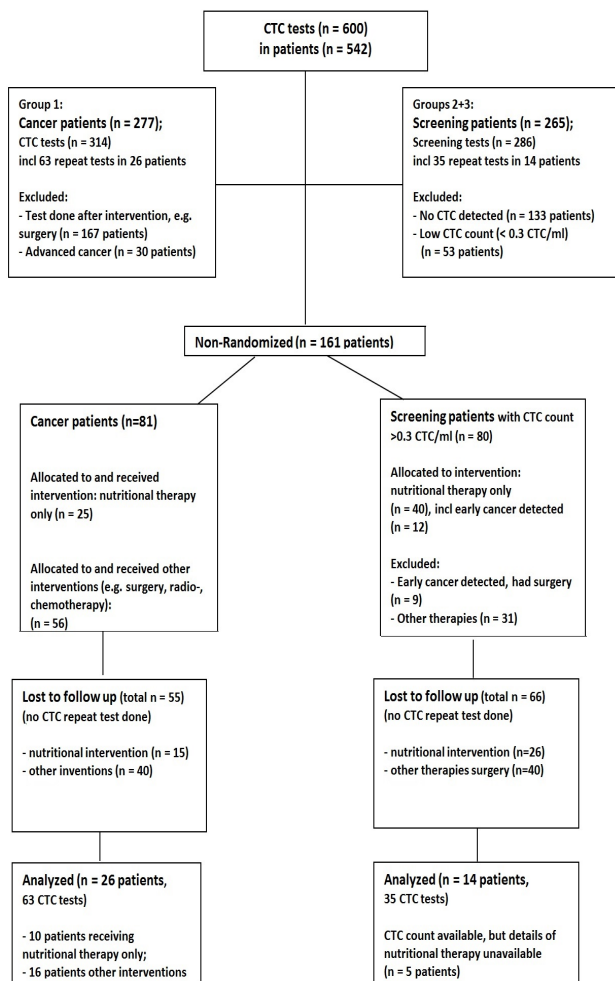 CTC tests (n = 600)
in patients (n = 542)
Group 1:
Cancer patients (n = 277);
CTC tests (n = 314)
incl 63 repeat tests in 26 patients
Excluded:
- Test done after intervention, e.g.
surgery (n = 167 patients)
- Advanced cancer (n = 30 patients)
Groups 2+3:
Screening patients (n = 265);
Screening tests (n = 286)
incl 35 repeat tests in 14 patients
Excluded:
- No CTC detected (n = 133 patients)
- Low CTC count (< 0.3 CTC/ml)
(n = 53 patients)
Non-Randomized (n = 161 patients)
Cancer patients (n=81)
Allocated to and received
intervention: nutritional therapy
only (n = 25)
Allocated to and received other
interventions (e.g. surgery, radio-,
chemotherapy):
(n = 56)
Screening patients with CTC count
>0.3 CTC/ml (n = 80)
Allocated to intervention:
nutritional therapy only
(n = 40), incl early cancer detected
(n = 12)
Excluded:
- Early cancer detected, had surgery
(n = 9)
- Other therapies (n = 31)
Lost to follow up (total n = 55)
(no CTC repeat test done)
- nutritional intervention (n = 15)
- other inventions (n = 40)
Lost to follow up (total n = 66)
(no CTC repeat test done)
- nutritional intervention (n=26)
- other therapies surgery (n=40)
Analyzed (n = 26 patients,
63 CTC tests)
- 10 patients receiving
nutritional therapy only;
- 16 patients other interventions
Analyzed (n = 14 patients,
35 CTC tests)
CTC count available, but details of
nutritional therapy unavailable
(n = 5 patients)